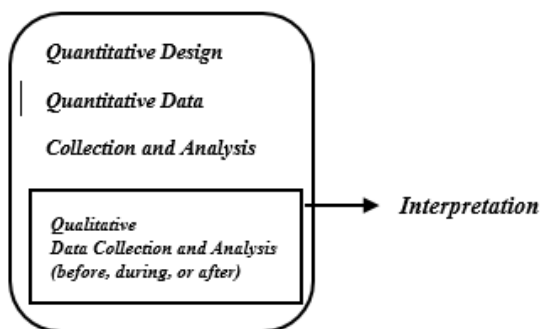 Quantitative Design
Quantitative Data
Collection and Analysis
Qualitative
Data Collection and Analysis
(before, during, or after)
Interpretation